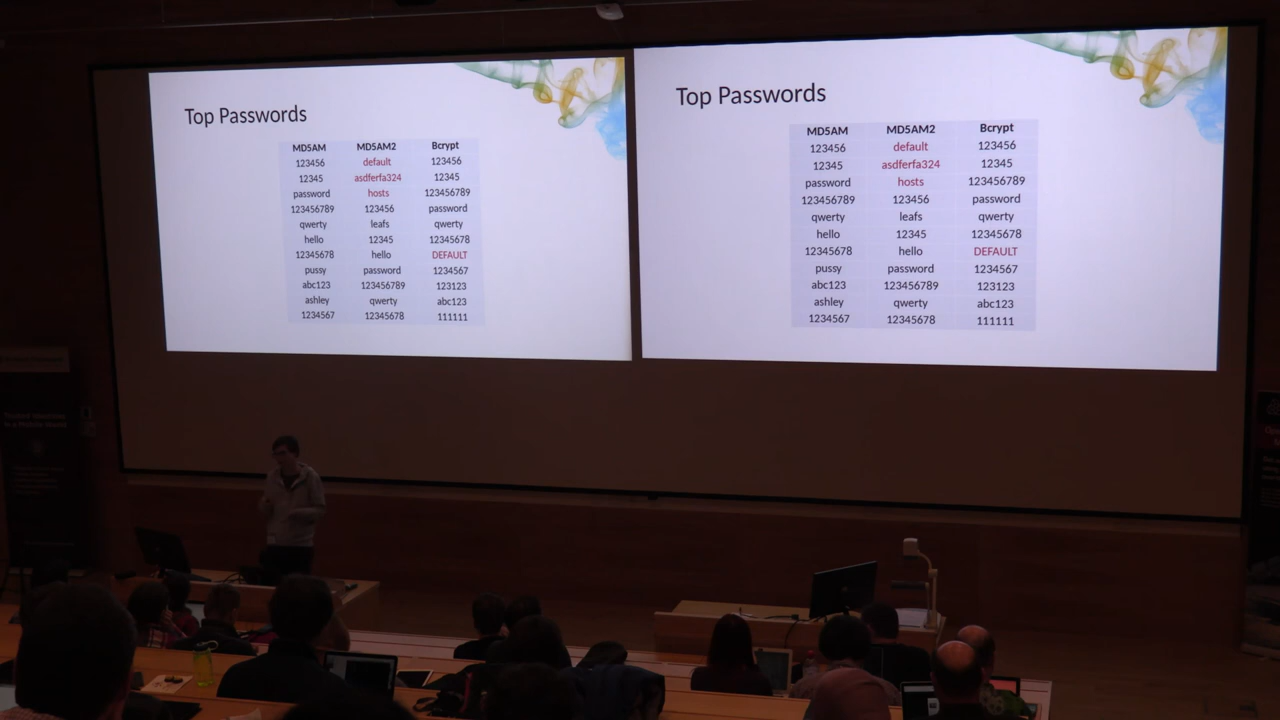 Top Passwords
MD5AM MD5AM2 Bcrypt
123456 default 123456
12345 asdferfa324 12345
password hosts 123456789
123456789 123456 password
qwerty leafs qwerty
hello 12345 12345678
12345678 hello DEFAULT
pussy password 1234567
abc123 123456789 123123
ashley qwerty abc123
1234567 12345678 111111
Top Passwords
MD5AM MD5AM2 Bcrypt
123456 default 123456
12345 asdferfa324 12345
password hosts 123456789
123456789 123456 password
qwerty leafs qwerty
hello 12345 12345678
12345678 hello DEFAULT
pussy password 1234567
abc123 123456789 123123
ashley qwerty abc123
1234567 12345678 111111